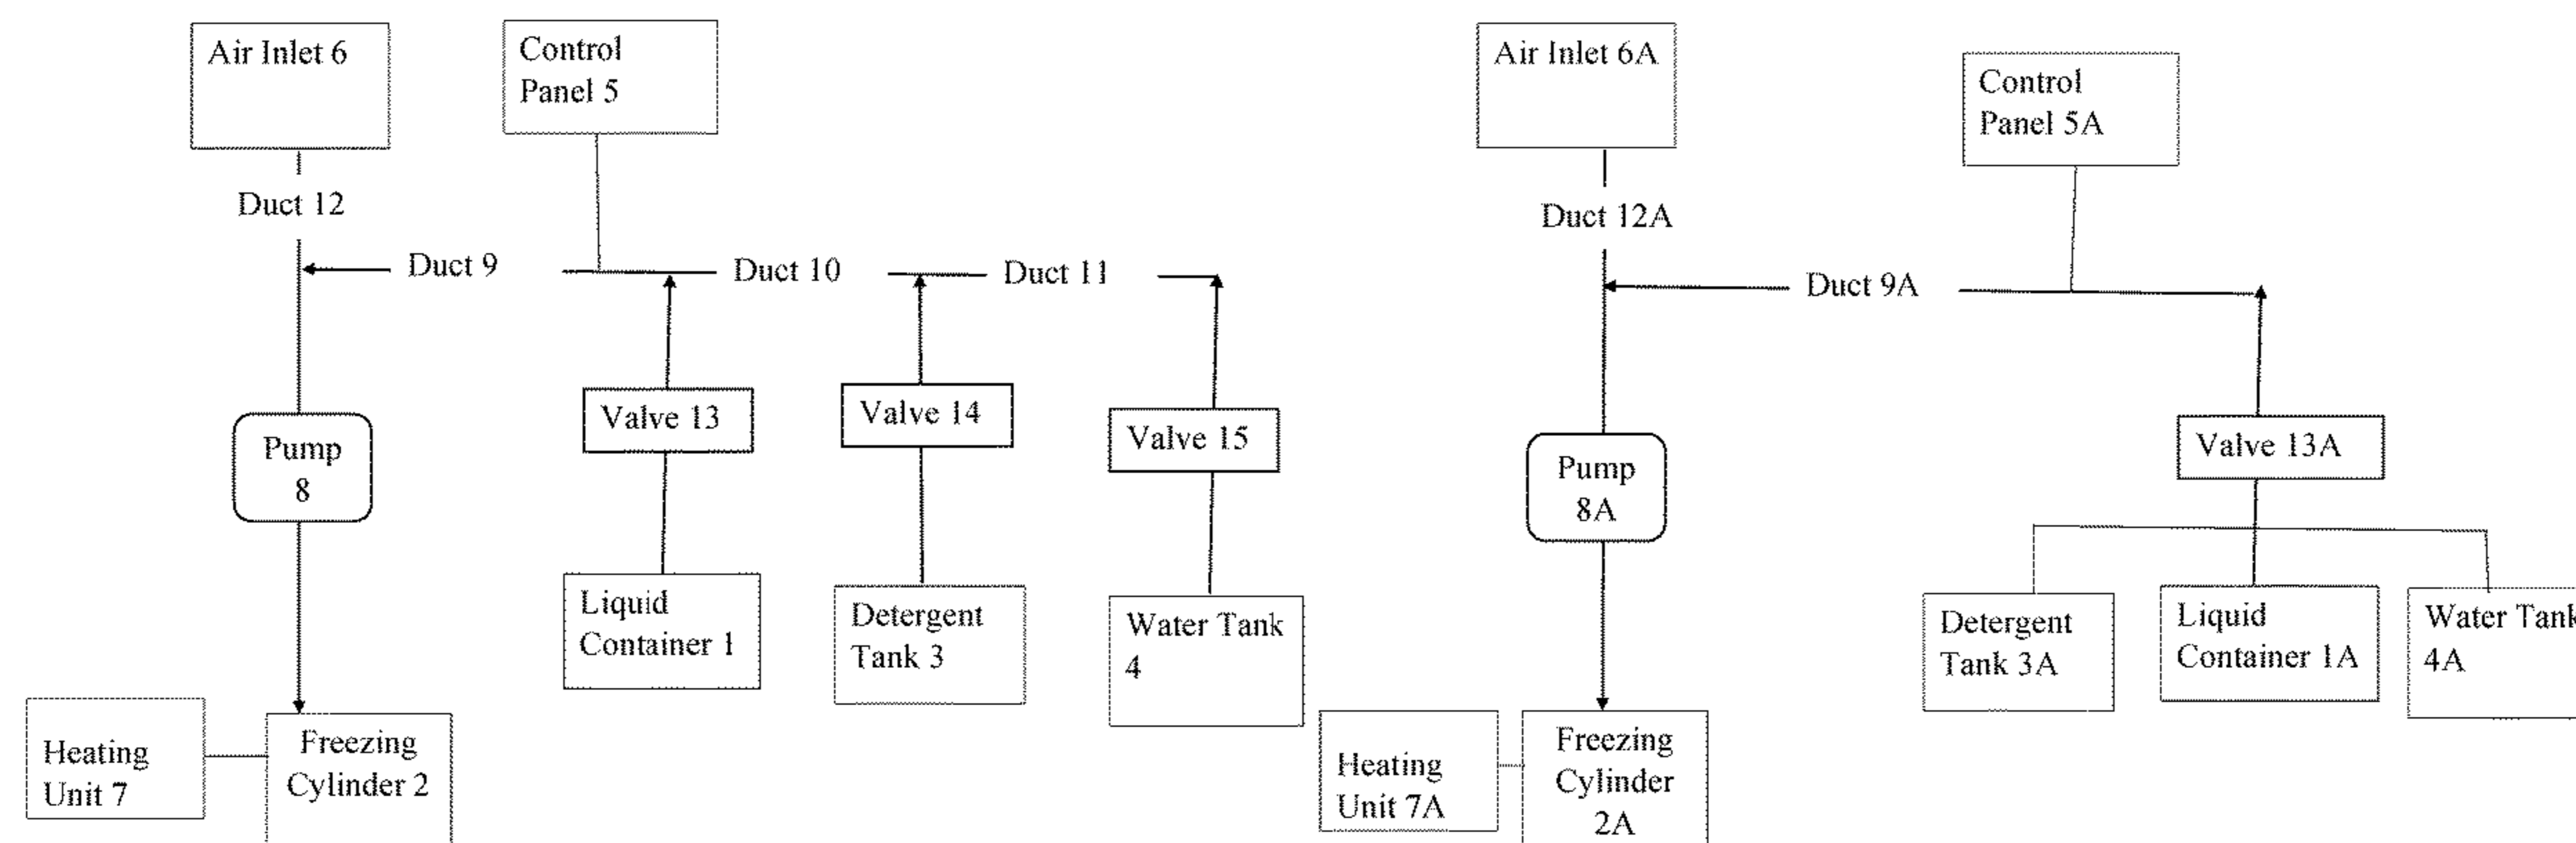 Air Inlet 6
Control
Panel 5
Duct 12
Duct 9
Duct 10
Duct 11
Pump
8
Valve 13
Valve 14
Valve 15
Liquid
Container 1
Detergent
Tank 3
Water Tank
4
Heating
Unit 7
Freezing
Cylinder 2
Air Inlet 6A
Control
Panel 5A
Duct 12A
Duct 9A
Pump
8A
Valve 13A
Detergent
Tank 3A
Liquid
Container 1A
Water Tank
4A
Heating
Unit 7A
Freezing
Cylinder
2A